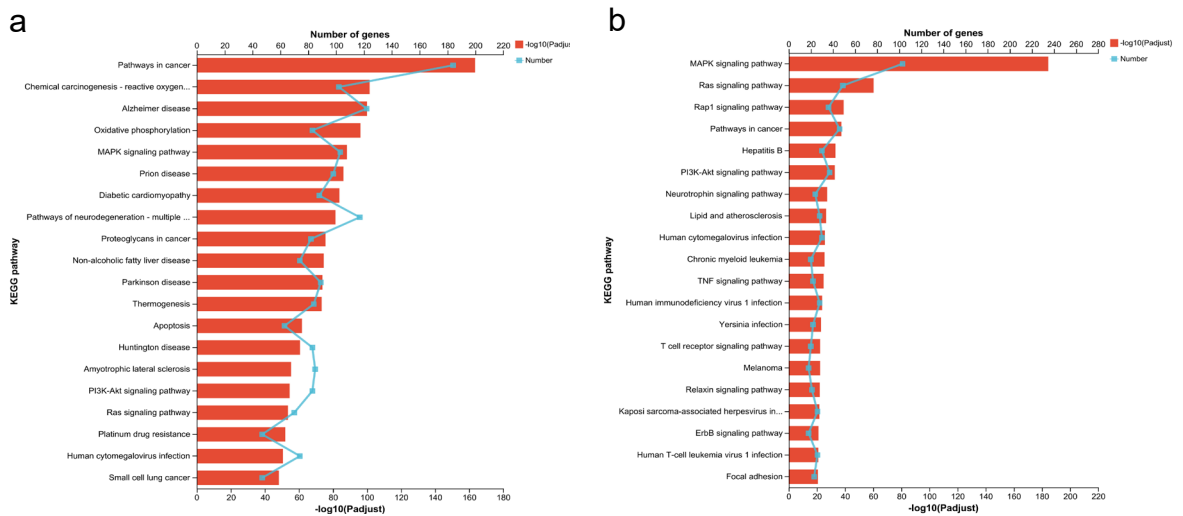 a
Number of genes
0 20 40 60 80 100 120 140 160 180 200 220
-log10(Padjust
Number
Pathways in cancer
Chemical carcinogenesis - reactive oxygen...
Alzheimer disease
Oxidative phosphorylation
MAPK signaling pathway
Prion disease
Diabetic cardiomyopathy
Pathways of neurodegeneration - multiple ...
Proteoglycans in cancer
Non-alcoholic fatty liver disease
Parkinson disease
Thermogenesis
Apoptosis
Huntington disease
Amyotrophic lateral sclerosis
PI3K-Akt signaling pathway
Ras signaling pathway
Platinum drug resistance
Human cytomegalovirus infection
Small cell lung cancer
KEGG pathway
0 20 40 60 80 100 120 140 160 180
-log10(Padjust)
b
Number of genes
0 20 40 60 80 100 120 140 160 180 200 220 240 260 280
-log10(Padjust)
Number
MAPK signaling pathway
Ras signaling pathway
Rap1 signaling pathway
Pathways in cancer
Hepatitis B
PI3K-Akt signaling pathway
Neurotrophin signaling pathway
Lipid and atherosclerosis
Human cytomegalovirus infection
Chronic myeloid leukemia
TNF signaling pathway
Human immunodeficiency virus 1 infection
Yersinia infection
T cell receptor signaling pathway
Melanoma
Relaxin signaling pathway
Kaposi sarcoma-associated herpesvirus in...
ErbB signaling pathway
Human T-cell leukemia virus 1 infection
Focal adhesion
KEGG pathway
0 20 40 60 80 100 120 140 160 180 200 220
-log10(Padjust)